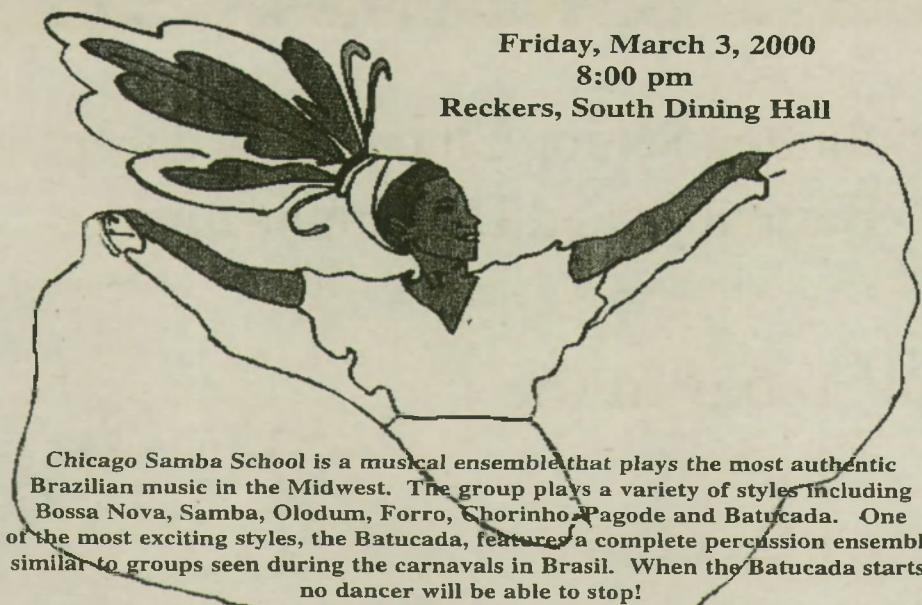 Friday, March 3, 2000
8:00 pm
Reckers, South Dining Hall
Chicago Samba School is a musical ensemble that plays the most authentic
Brazilian music in the Midwest. The group plays a variety of styles including
Bossa Nova, Samba, Olodum, Forro, Chorinho, Pagode and Batucada. One
of the most exciting styles, the Batucada, features a complete percussion ensembl
similar to groups seen during the carnavals in Brasil. When the Batucada starts
no dancer will be able to stop!